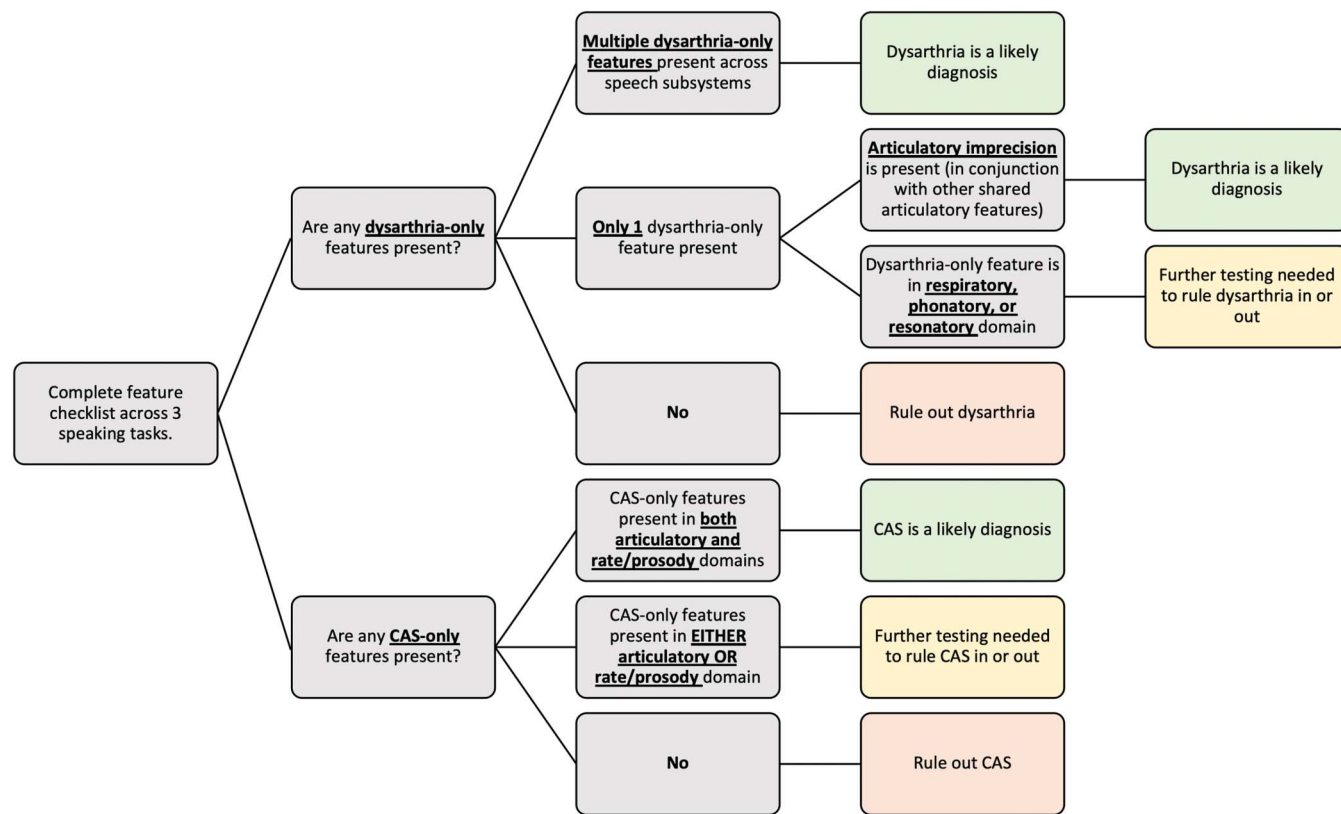 Complete feature
checklist across 3
speaking tasks.
Are any dysarthria-only
features present?
Multiple dysarthria-only
features present across
speech subsystems
Dysarthria is a likely
diagnosis
Only 1 dysarthria-only
feature present
Articulatory imprecision
is present (in conjunction
with other shared
articulatory features)
Dysarthria is a likely
diagnosis
Dysarthria-only feature is
in respiratory,
phonatory, or
resonatory domain
Further testing needed
to rule dysarthria in or
out
No
Rule out dysarthria
Are any CAS-only
features present?
CAS-only features
present in both
articulatory and
rate/prosody domains
CAS is a likely diagnosis
CAS-only features
present in EITHER
articulatory OR
rate/prosody domain
Further testing needed
to rule CAS in or out
No
Rule out CAS